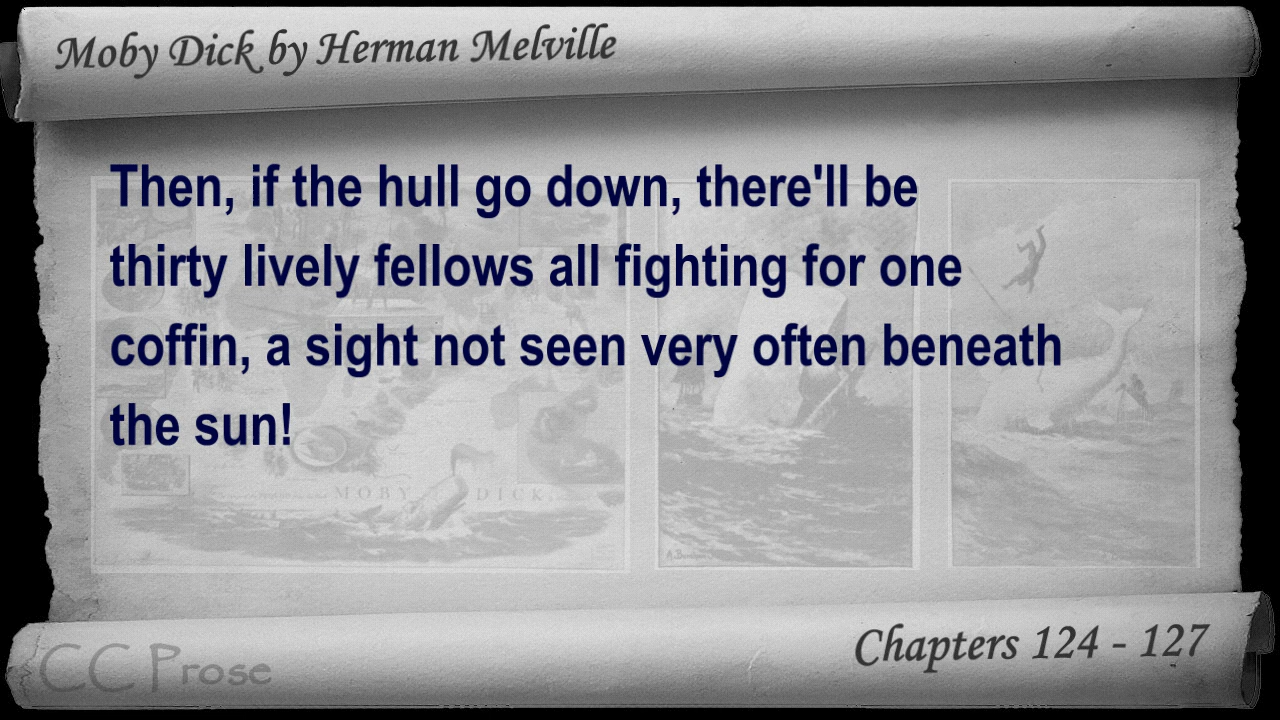 Moby Dick by Herman Melville
Then, if the hull go down, there'll be
thirty lively fellows all fighting for one
coffin, a sight not seen very often beneath
the sun!
MOBY DICK
CC Prose
Chapters 124 - 127